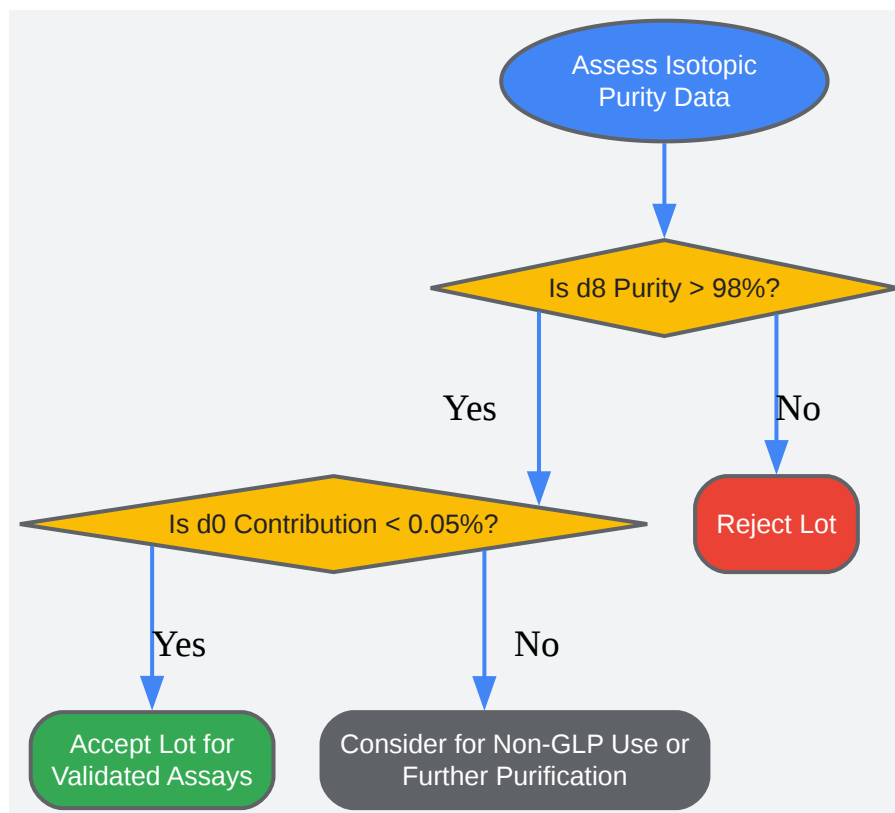 Assess Isotopic
Purity Data
Is d8 Purity > 98%?
Yes
No
Is d0 Contribution < 0.05%?
Reject Lot
Yes
No
Accept Lot for
Validated Assays
Consider for Non-GLP Use or
Further Purification